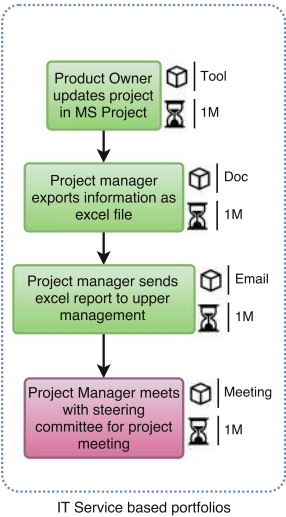 Product Owner
updates project
in MS Project
Tool
1M
Project manager
exports information as
excel file
Doc
1M
Project manager sends
excel report to upper
management
Email
1M
Project Manager meets
with steering
committee for project
meeting
Meeting
1M
IT Service based portfolios